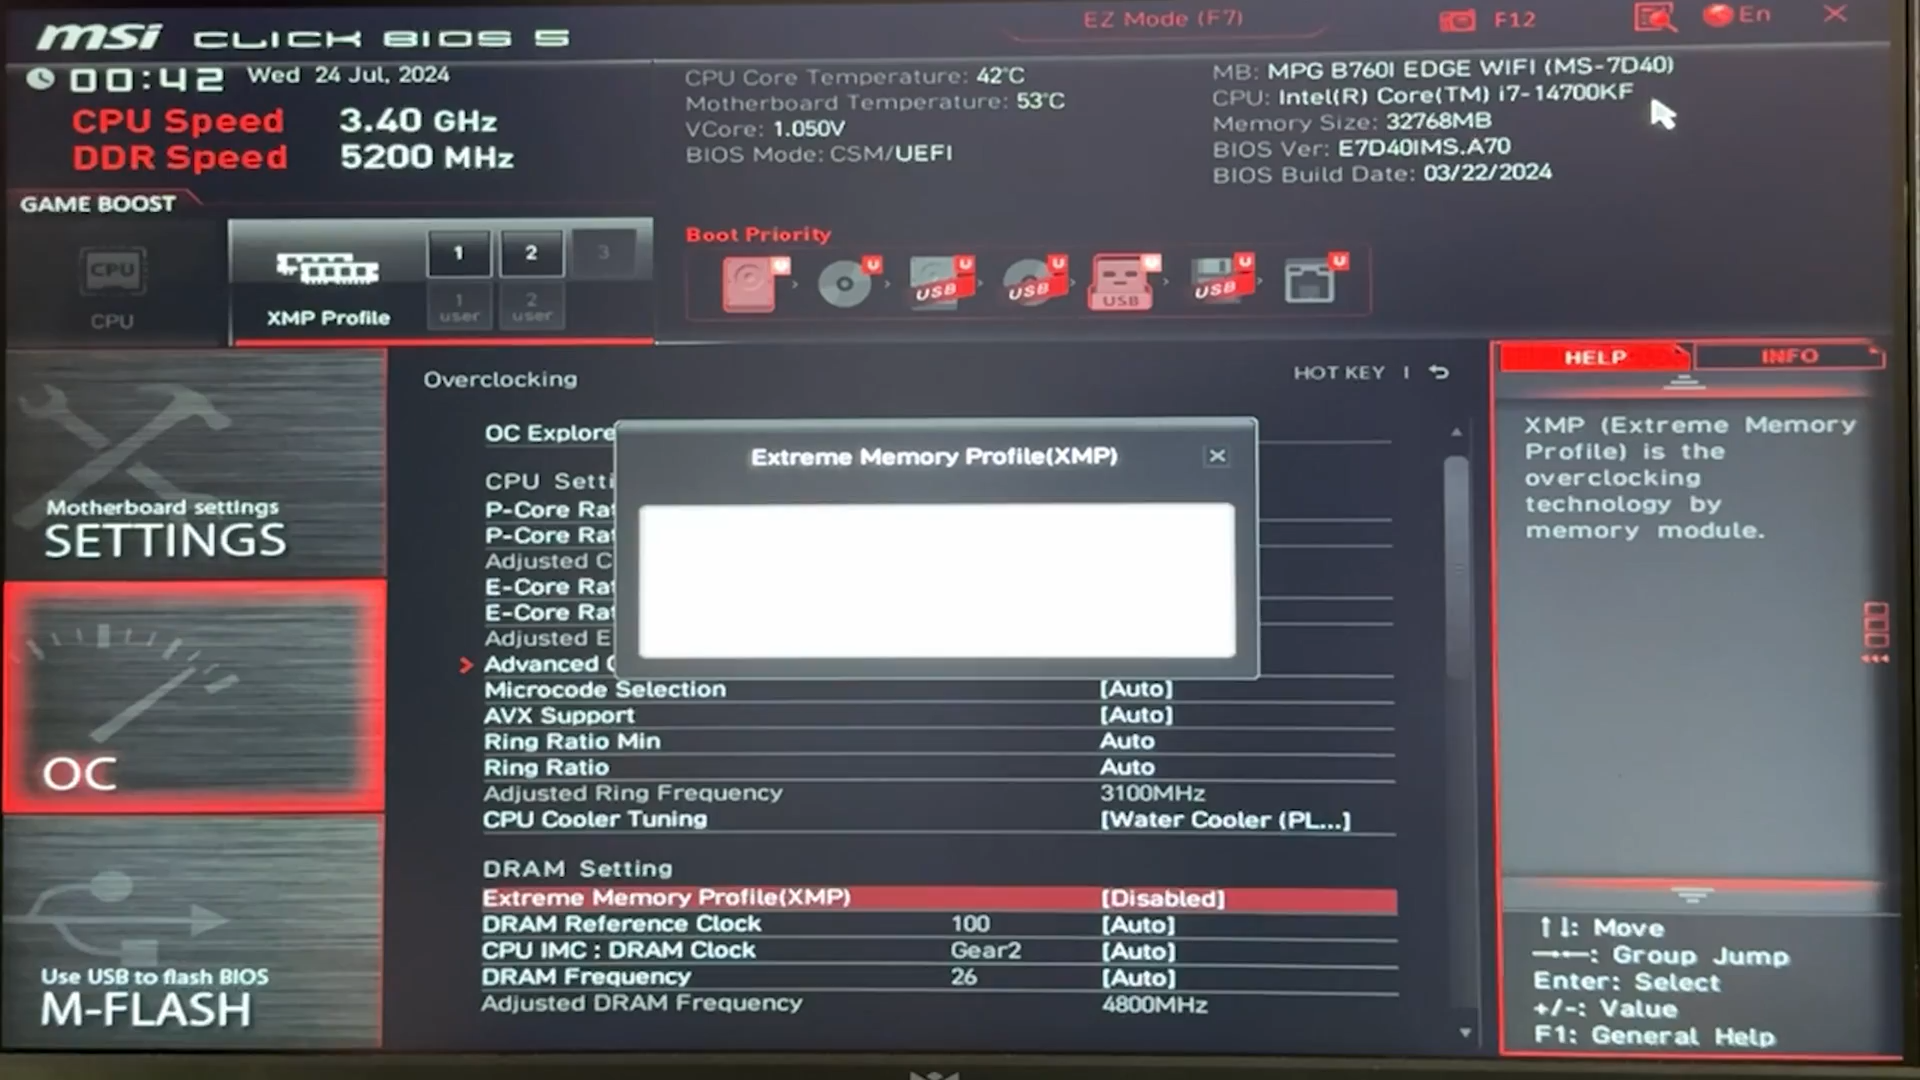 msi CLICK BIOS 5
EZ Mode (F7)
F12
En
00:42 Wed 24 Jul, 2024
CPU Speed 3.40 GHz
DDR Speed 5200 MHz
CPU Core Temperature: 42°C
Motherboard Temperature: 53°C
VCore: 1.050V
BIOS Mode: CSM/UEFI
MB: MPG B760I EDGE WIFI (MS-7D40)
CPU: Intel(R) Core(TM) i7-14700KF
Memory Size: 32768MB
BIOS Ver: E7D40IMS.A70
BIOS Build Date: 03/22/2024
GAME BOOST
CPU
CPU
XMP Profile
1 2 3
1 user 2 user
Boot Priority
U U U U U U U
USB USB USB USB
Motherboard settings
SETTINGS
OC
Use USB to flash BIOS
M-FLASH
Overclocking
HOT KEY
OC Explore
CPU Setti
P-Core Ra
P-Core Ra
Adjusted C
E-Core Ra
E-Core Ra
Adjusted E
Advanced
Extreme Memory Profile(XMP)
Microcode Selection [Auto]
AVX Support [Auto]
Ring Ratio Min Auto
Ring Ratio Auto
Adjusted Ring Frequency 3100MHz
CPU Cooler Tuning [Water Cooler (PL...]
DRAM Setting
Extreme Memory Profile(XMP) [Disabled]
DRAM Reference Clock 100 [Auto]
CPU IMC : DRAM Clock Gear2 [Auto]
DRAM Frequency 26 [Auto]
Adjusted DRAM Frequency 4800MHz
HELP
INFO
XMP (Extreme Memory
Profile) is the
overclocking
technology by
memory module.
↑↓: Move
→←: Group Jump
Enter: Select
+/-: Value
F1: General Help